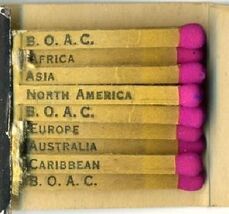 B. O. A. C.
AFRICA
ASIA
NORTH AMERICA
B. O. A. C.
EUROPE
AUSTRALIA
CARIBBEAN
B. O. A. C.